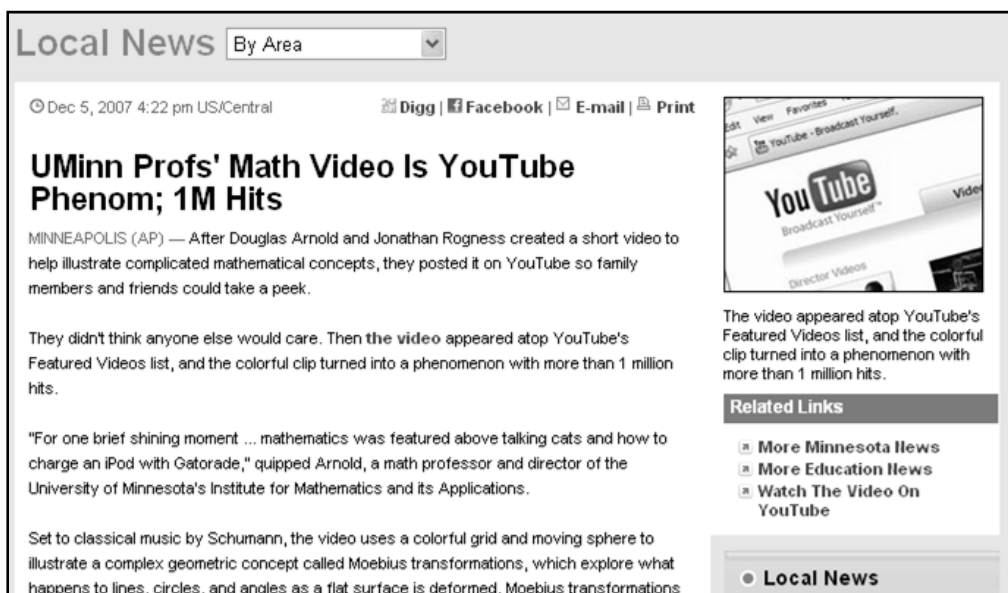 Local News By Area
Dec 5, 2007 4:22 pm US/Central
Digg | Facebook | E-mail | Print
UMinn Profs' Math Video Is YouTube
Phenom; 1M Hits
MINNEAPOLIS (AP) — After Douglas Arnold and Jonathan Rogness created a short video to
help illustrate complicated mathematical concepts, they posted it on YouTube so family
members and friends could take a peek.
They didn't think anyone else would care. Then the video appeared atop YouTube's
Featured Videos list, and the colorful clip turned into a phenomenon with more than 1 million
hits.
"For one brief shining moment ... mathematics was featured above talking cats and how to
charge an iPod with Gatorade," quipped Arnold, a math professor and director of the
University of Minnesota's Institute for Mathematics and its Applications.
Set to classical music by Schumann, the video uses a colorful grid and moving sphere to
illustrate a complex geometric concept called Moebius transformations, which explore what
happens to lines, circles, and angles as a flat surface is deformed. Moebius transformations
Edit View Favorites
YouTube - Broadcast Yourself.
YouTube
Broadcast Yourself™
Director Videos
The video appeared atop YouTube's
Featured Videos list, and the colorful
clip turned into a phenomenon with
more than 1 million hits.
Related Links
More Minnesota News
More Education News
Watch The Video On
YouTube
Local News